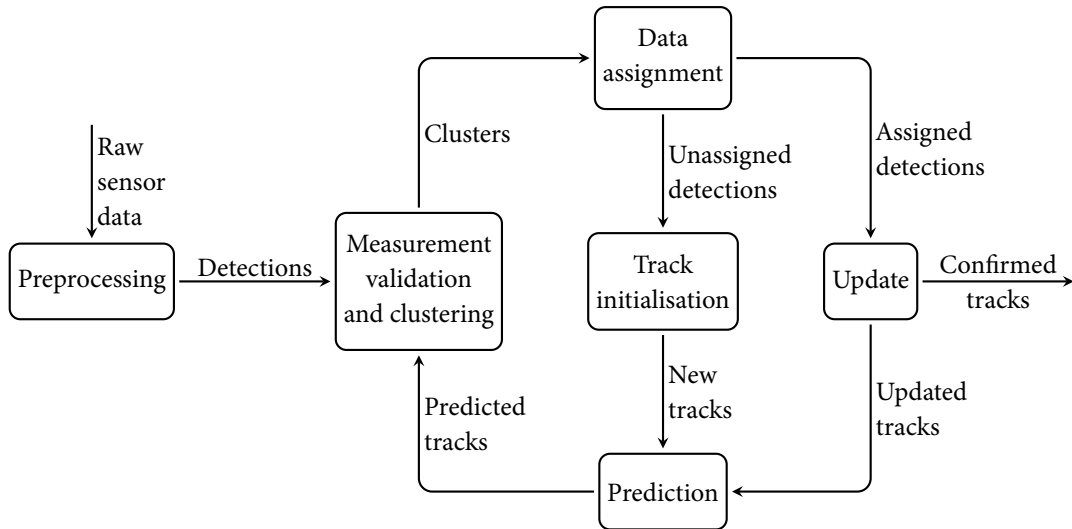 Data
assignment
Clusters
Raw
sensor
data
Unassigned
detections
Assigned
detections
Preprocessing
Detections
Measurement
validation
and clustering
Track
initialisation
Update
Confirmed
tracks
Predicted
tracks
New
tracks
Updated
tracks
Prediction